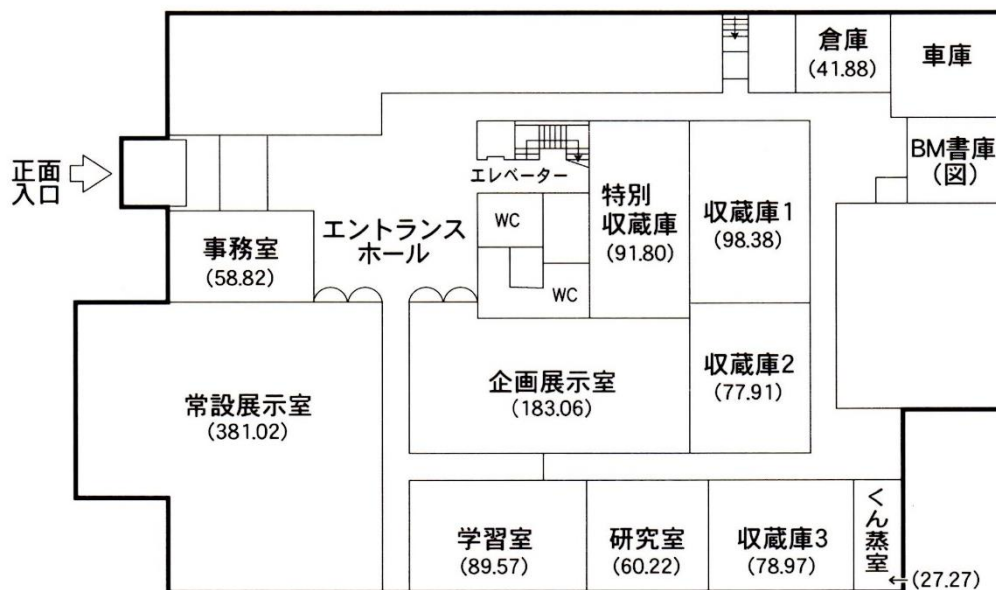 倉庫
(41.88)
車庫
正面
入口
エレベーター
特別
収蔵庫
(91.80)
収蔵庫1
(98.38)
BM書庫
(図)
事務室
(58.82)
エントランス
ホール
WC
WC
常設展示室
(381.02)
企画展示室
(183.06)
収蔵庫2
(77.91)
学習室
(89.57)
研究室
(60.22)
収蔵庫3
(78.97)
くん蒸室
(27.27)